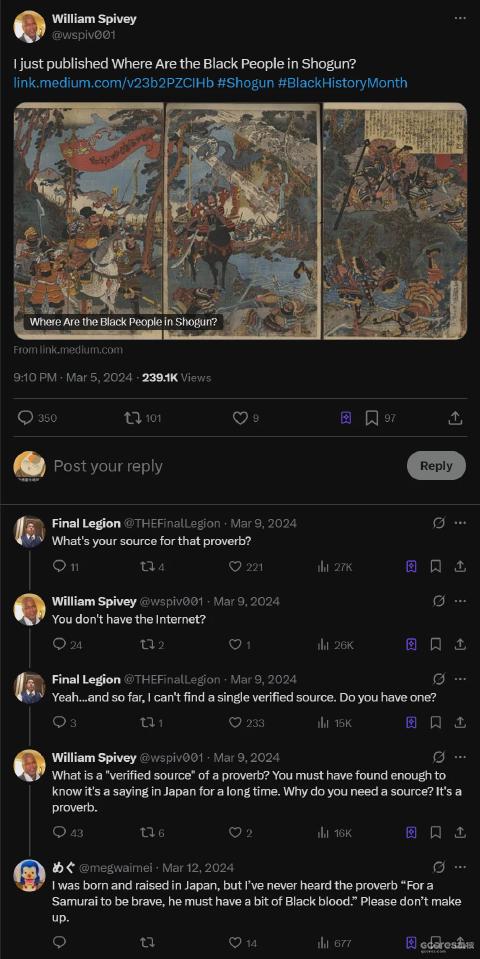 William Spivey
@wspiv001
I just published Where Are the Black People in Shogun?
link.medium.com/v23b2PZClHb #Shogun #BlackHistoryMonth
Where Are the Black People in Shogun?
From link.medium.com
9:10 PM · Mar 5, 2024 · 239.1K Views
350 101 9 97
Post your reply
Reply
Final Legion @THEFinalLegion · Mar 9, 2024
What's your source for that proverb?
11 4 221 27K
William Spivey @wspiv001 · Mar 9, 2024
You don't have the Internet?
24 2 1 26K
Final Legion @THEFinalLegion · Mar 9, 2024
Yeah...and so far, I can't find a single verified source. Do you have one?
3 1 233 15K
William Spivey @wspiv001 · Mar 9, 2024
What is a "verified source" of a proverb? You must have found enough to
know it's a saying in Japan for a long time. Why do you need a source? It's a
proverb.
43 6 2 16K
めぐ @megwaimei · Mar 12, 2024
I was born and raised in Japan, but I've never heard the proverb “For a
Samurai to be brave, he must have a bit of Black blood.” Please don't make
up.
14 677